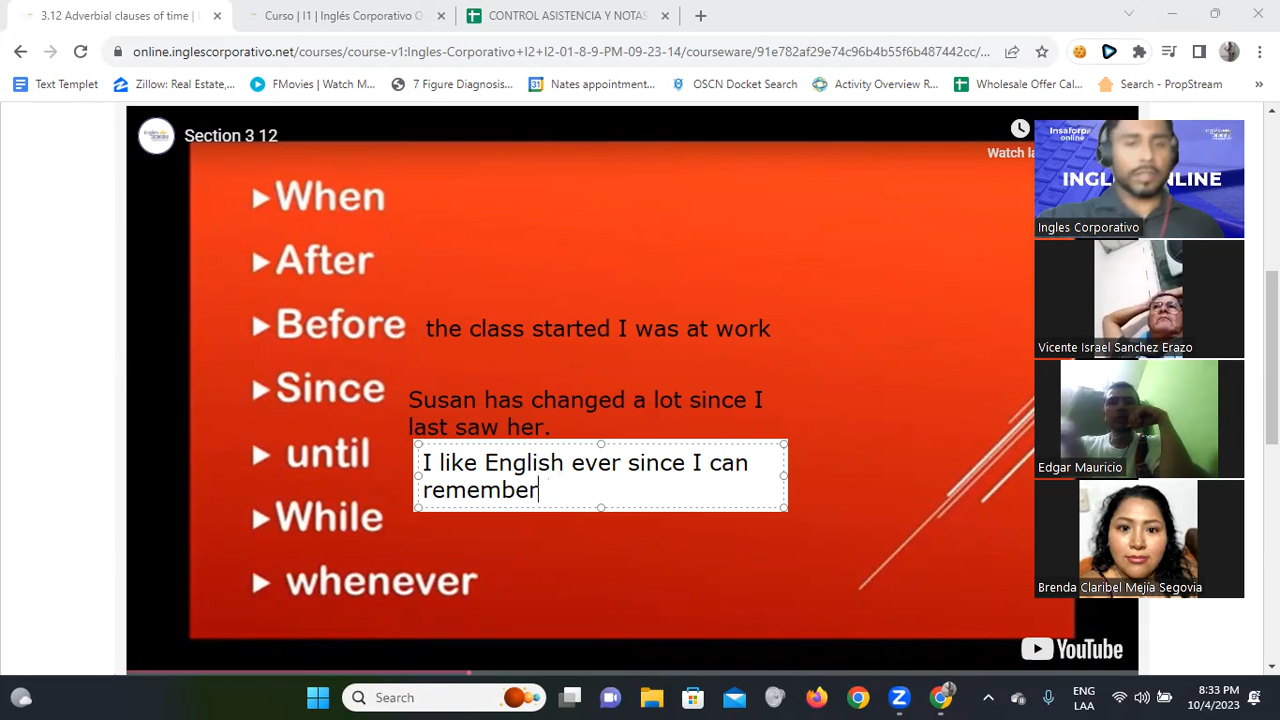 3.12 Adverbial clauses of time | U
Curso | I1 | Inglés Corporativo O
CONTROL ASISTENCIA Y NOTAS
online.inglescorporativo.net/courses/course-v1:Ingles-Corporativo+I2+I2-01-8-9-PM-09-23-14/courseware/91e782af29e74c96b4b55f6b487442cc/...
Text Templet
Zillow: Real Estate,...
FMovies | Watch M...
7 Figure Diagnosis...
Nates appointment...
OSCN Docket Search
Activity Overview R...
Wholesale Offer Cal...
Search - PropStream
»
Section 3 12
Watch la
When
After
Before the class started I was at work
Since Susan has changed a lot since I
last saw her.
until I like English ever since I can
remember
While
whenever
YouTube
Insaforp
online
INGL ONLINE
Ingles Corporativo
Vicente Israel Sanchez Erazo
Edgar Mauricio
Brenda Claribel Mejía Segovia
Search
ENG
LAA
8:33 PM
10/4/2023